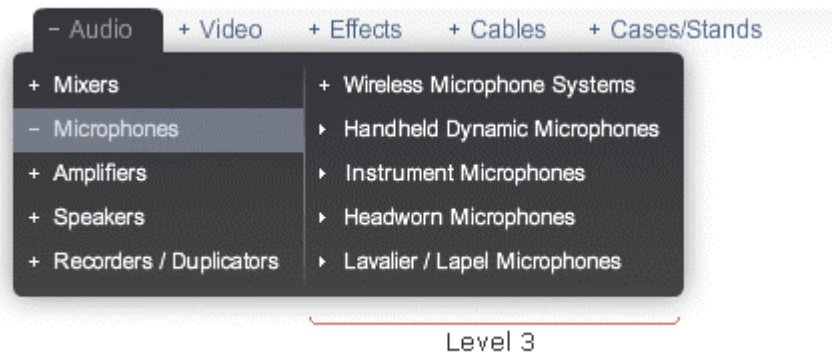 − Audio + Video + Effects + Cables + Cases/Stands
+ Mixers
− Microphones
+ Amplifiers
+ Speakers
+ Recorders / Duplicators
+ Wireless Microphone Systems
Handheld Dynamic Microphones
Instrument Microphones
Headworn Microphones
Lavalier / Lapel Microphones
Level 3